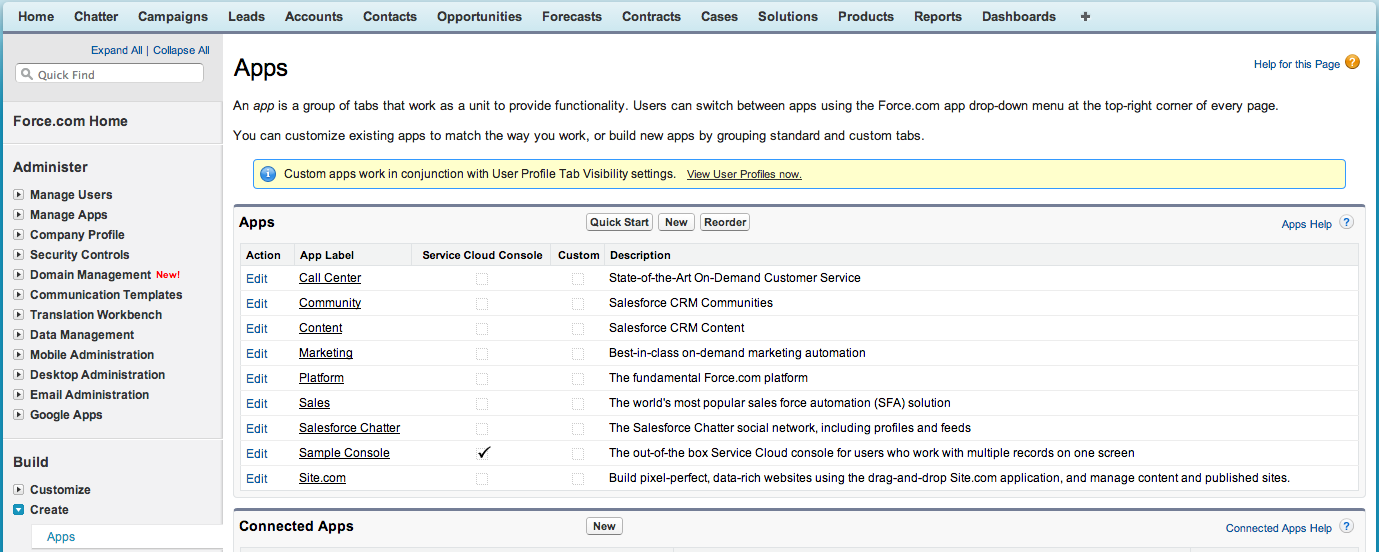 Home Chatter Campaigns Leads Accounts Contacts Opportunities Forecasts Contracts Cases Solutions Products Reports Dashboards +
Expand All | Collapse All
Quick Find
Force.com Home
Administer
Manage Users
Manage Apps
Company Profile
Security Controls
Domain Management New!
Communication Templates
Translation Workbench
Data Management
Mobile Administration
Desktop Administration
Email Administration
Google Apps
Build
Customize
Create
Apps
Apps
Help for this Page ?
An app is a group of tabs that work as a unit to provide functionality. Users can switch between apps using the Force.com app drop-down menu at the top-right corner of every page.
You can customize existing apps to match the way you work, or build new apps by grouping standard and custom tabs.
i Custom apps work in conjunction with User Profile Tab Visibility settings. View User Profiles now.
Apps Quick Start New Reorder Apps Help ?
Action App Label Service Cloud Console Custom Description
Edit Call Center State-of-the-Art On-Demand Customer Service
Edit Community Salesforce CRM Communities
Edit Content Salesforce CRM Content
Edit Marketing Best-in-class on-demand marketing automation
Edit Platform The fundamental Force.com platform
Edit Sales The world's most popular sales force automation (SFA) solution
Edit Salesforce Chatter The Salesforce Chatter social network, including profiles and feeds
Edit Sample Console ✓ The out-of-the box Service Cloud console for users who work with multiple records on one screen
Edit Site.com Build pixel-perfect, data-rich websites using the drag-and-drop Site.com application, and manage content and published sites.
Connected Apps New Connected Apps Help ?